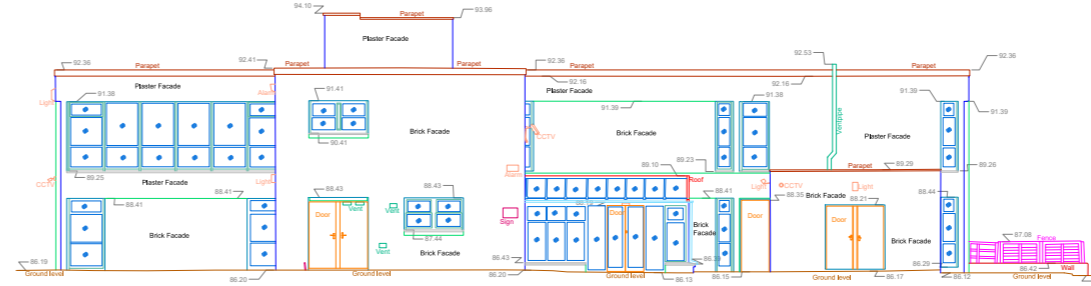 94.10
Parapet
93.96
Plaster Facade
92.53
92.36
92.41
Parapet
Parapet
92.36
Parapet
Parapet
92.36
Plaster Facade
92.16
92.16
Light
Alarm
Plaster Facade
91.38
91.41
91.39
91.38
91.39
91.39
Ventpipe
Brick Facade
Brick Facade
CCTV
Plaster Facade
90.41
89.25
89.10
89.23
Parapet
89.29
89.26
CCTV
Plaster Facade
Light
Alarm
Roof
Light
CCTV
Light
88.41
88.43
88.43
88.41
88.35
Brick Facade
88.44
88.41
Vent
Vent
88.21
Door
Sign
Door
Door
Door
Brick Facade
87.44
Brick
Facade
Brick Facade
87.08
Fence
Vent
Brick Facade
86.19
86.43
86.29
86.42
Wall
Ground level
86.20
Ground level
86.20
Ground level
86.13
86.15
Ground level
86.17
86.12
Ground level